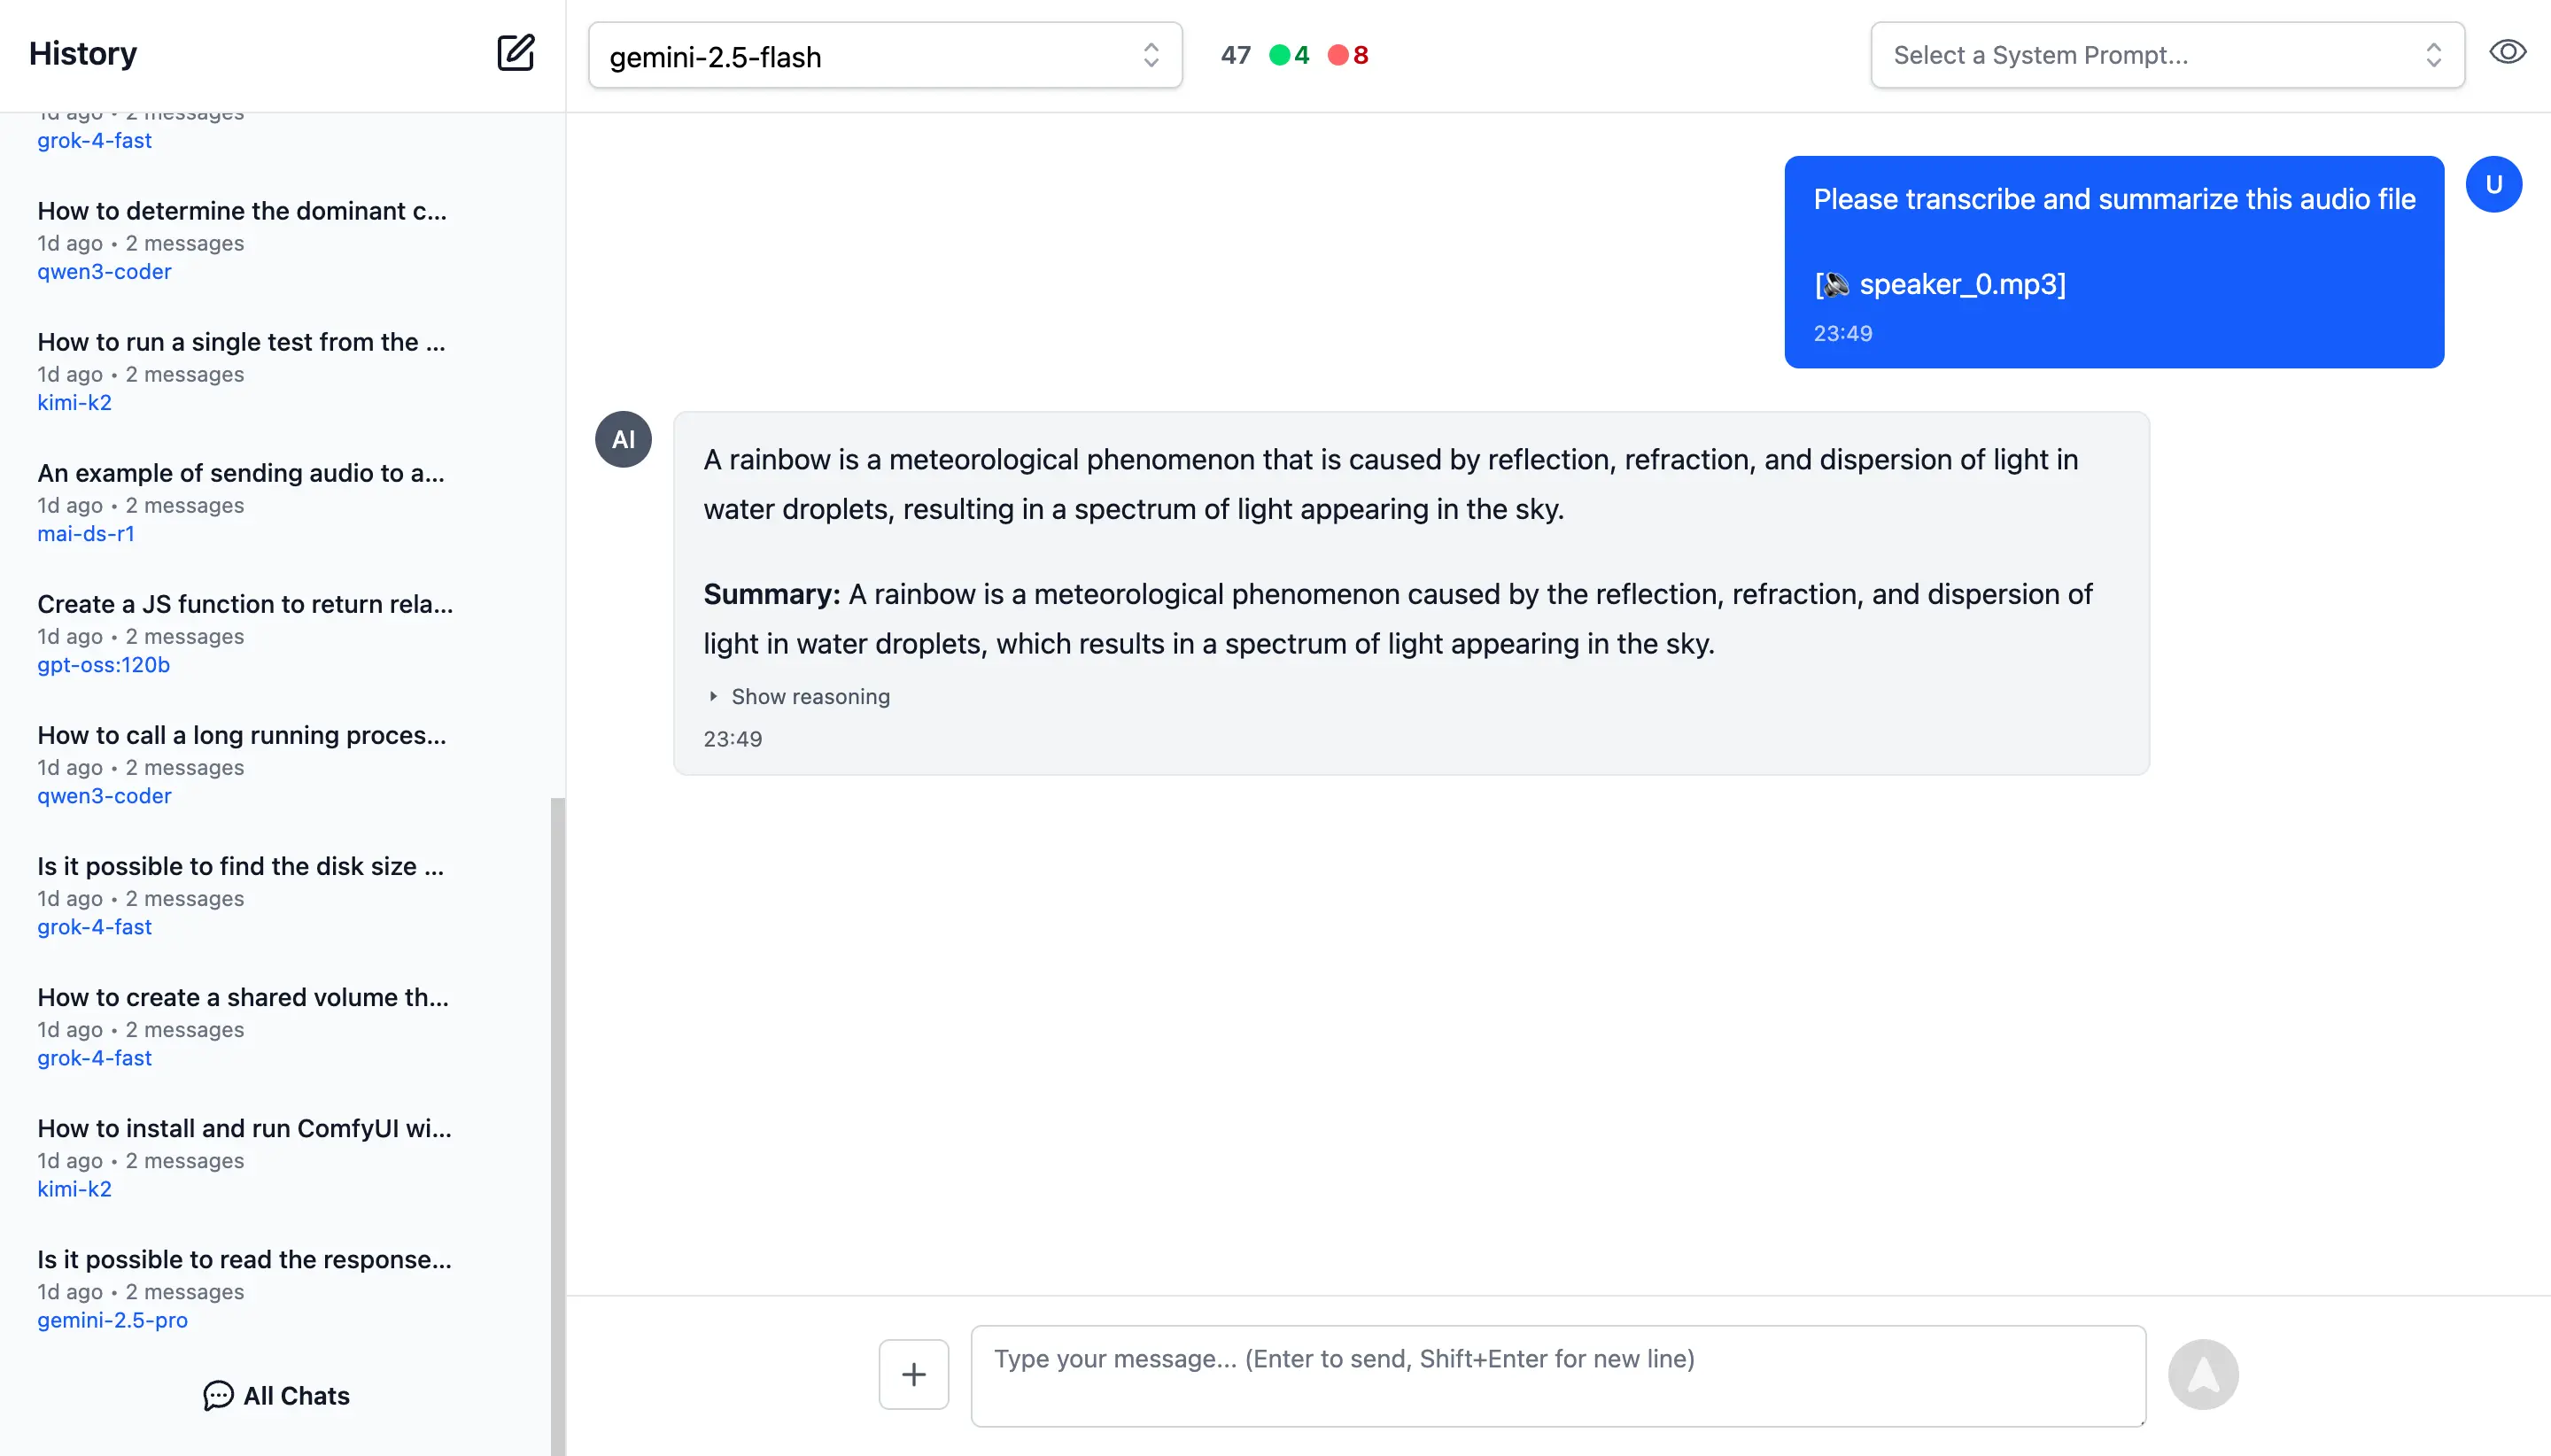 History
1d ago • 2 messages
grok-4-fast
How to determine the dominant c...
1d ago • 2 messages
qwen3-coder
How to run a single test from the ...
1d ago • 2 messages
kimi-k2
An example of sending audio to a...
1d ago • 2 messages
mai-ds-r1
Create a JS function to return rela...
1d ago • 2 messages
gpt-oss:120b
How to call a long running proces...
1d ago • 2 messages
qwen3-coder
Is it possible to find the disk size ...
1d ago • 2 messages
grok-4-fast
How to create a shared volume th...
1d ago • 2 messages
grok-4-fast
How to install and run ComfyUI wi...
1d ago • 2 messages
kimi-k2
Is it possible to read the response...
1d ago • 2 messages
gemini-2.5-pro
All Chats
gemini-2.5-flash
47 4 8
Select a System Prompt...
Please transcribe and summarize this audio file
[🔊 speaker_0.mp3]
23:49
U
AI
A rainbow is a meteorological phenomenon that is caused by reflection, refraction, and dispersion of light in
water droplets, resulting in a spectrum of light appearing in the sky.
Summary: A rainbow is a meteorological phenomenon caused by the reflection, refraction, and dispersion of
light in water droplets, which results in a spectrum of light appearing in the sky.
Show reasoning
23:49
Type your message... (Enter to send, Shift+Enter for new line)